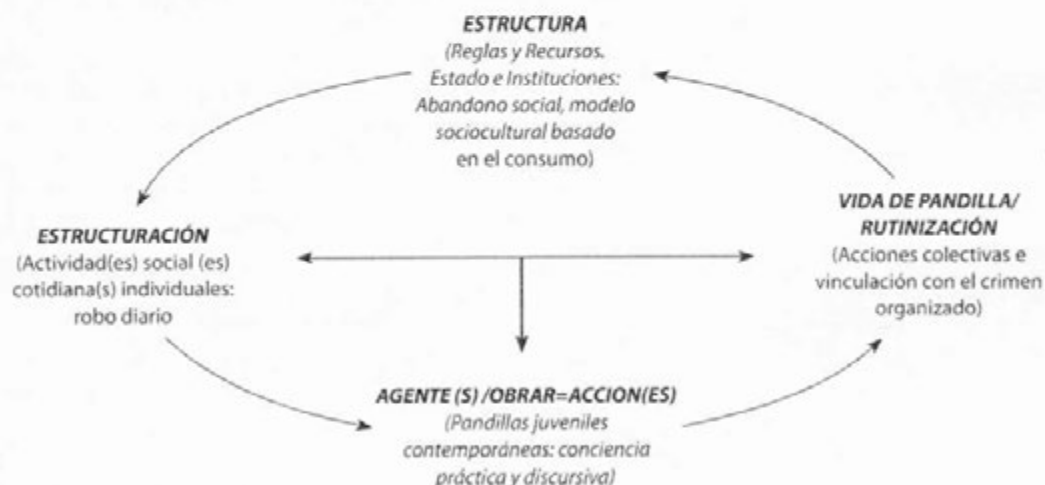 ESTRUCTURA
(Reglas y Recursos.
Estado e Instituciones:
Abandono social, modelo
sociocultural basado
en el consumo)
ESTRUCTURACIÓN
(Actividad(es) social (es)
cotidiana(s) individuales:
robo diario
VIDA DE PANDILLA/
RUTINIZACIÓN
(Acciones colectivas e
vinculación con el crimen
organizado)
AGENTE (S) /OBRAR=ACCION(ES)
(Pandillas juveniles
contemporáneas: conciencia
práctica y discursiva)